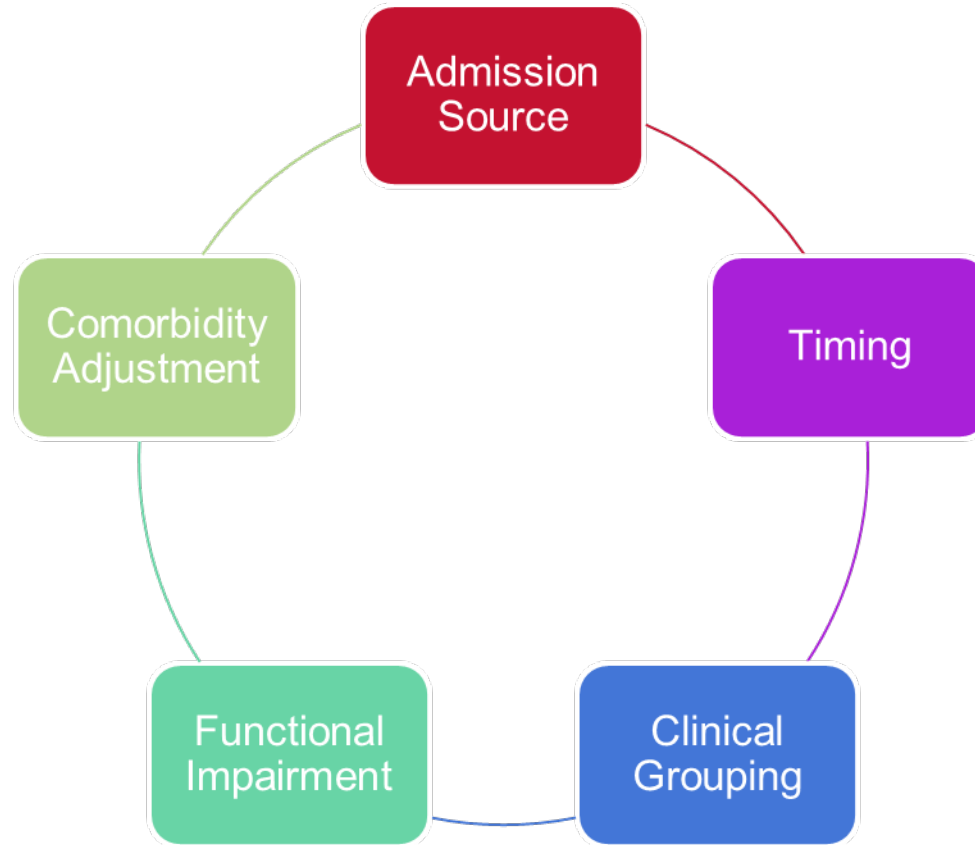 Admission
Source
Timing
Clinical
Grouping
Functional
Impairment
Comorbidity
Adjustment